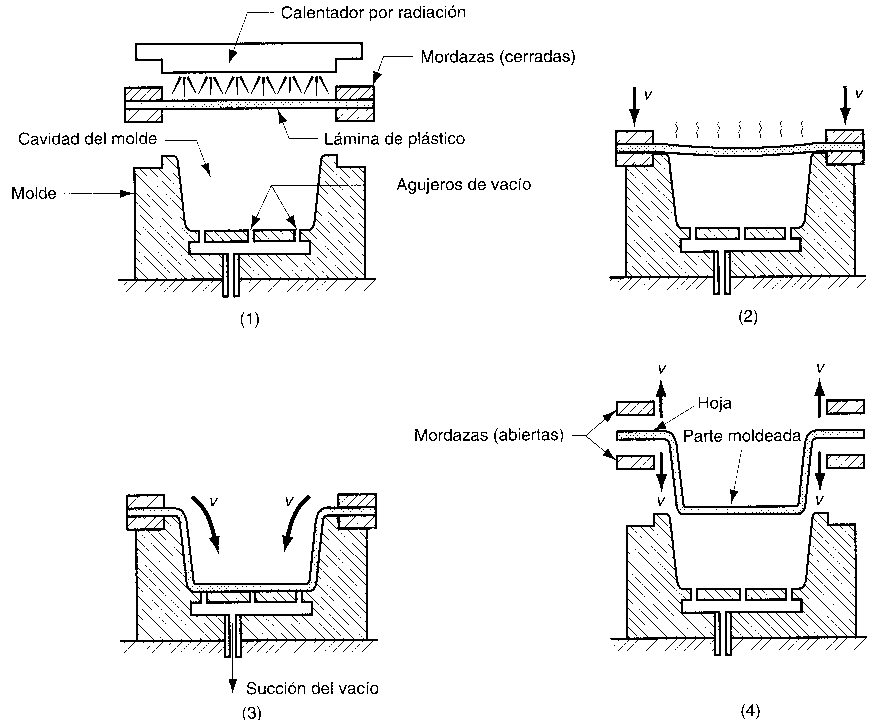 Calentador por radiación
Mordazas (cerradas)
Cavidad del molde
Lámina de plástico
Molde
Agujeros de vacío
(1)
v
v
(2)
v
v
Succión del vacío
(3)
v
v
Hoja
Mordazas (abiertas)
Parte moldeada
v
v
(4)